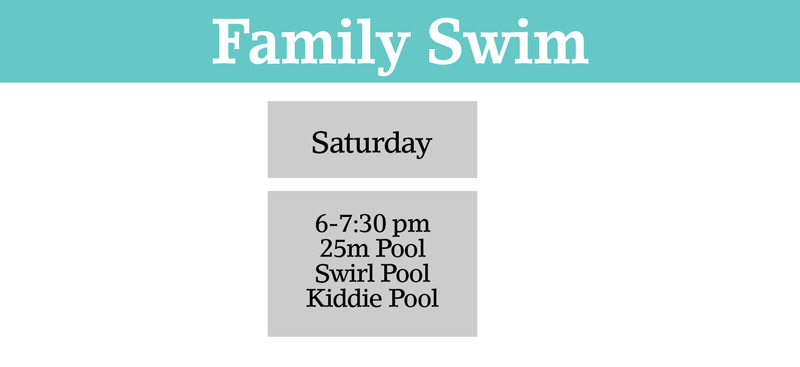 Family Swim
Saturday
6-7:30 pm
25m Pool
Swirl Pool
Kiddie Pool